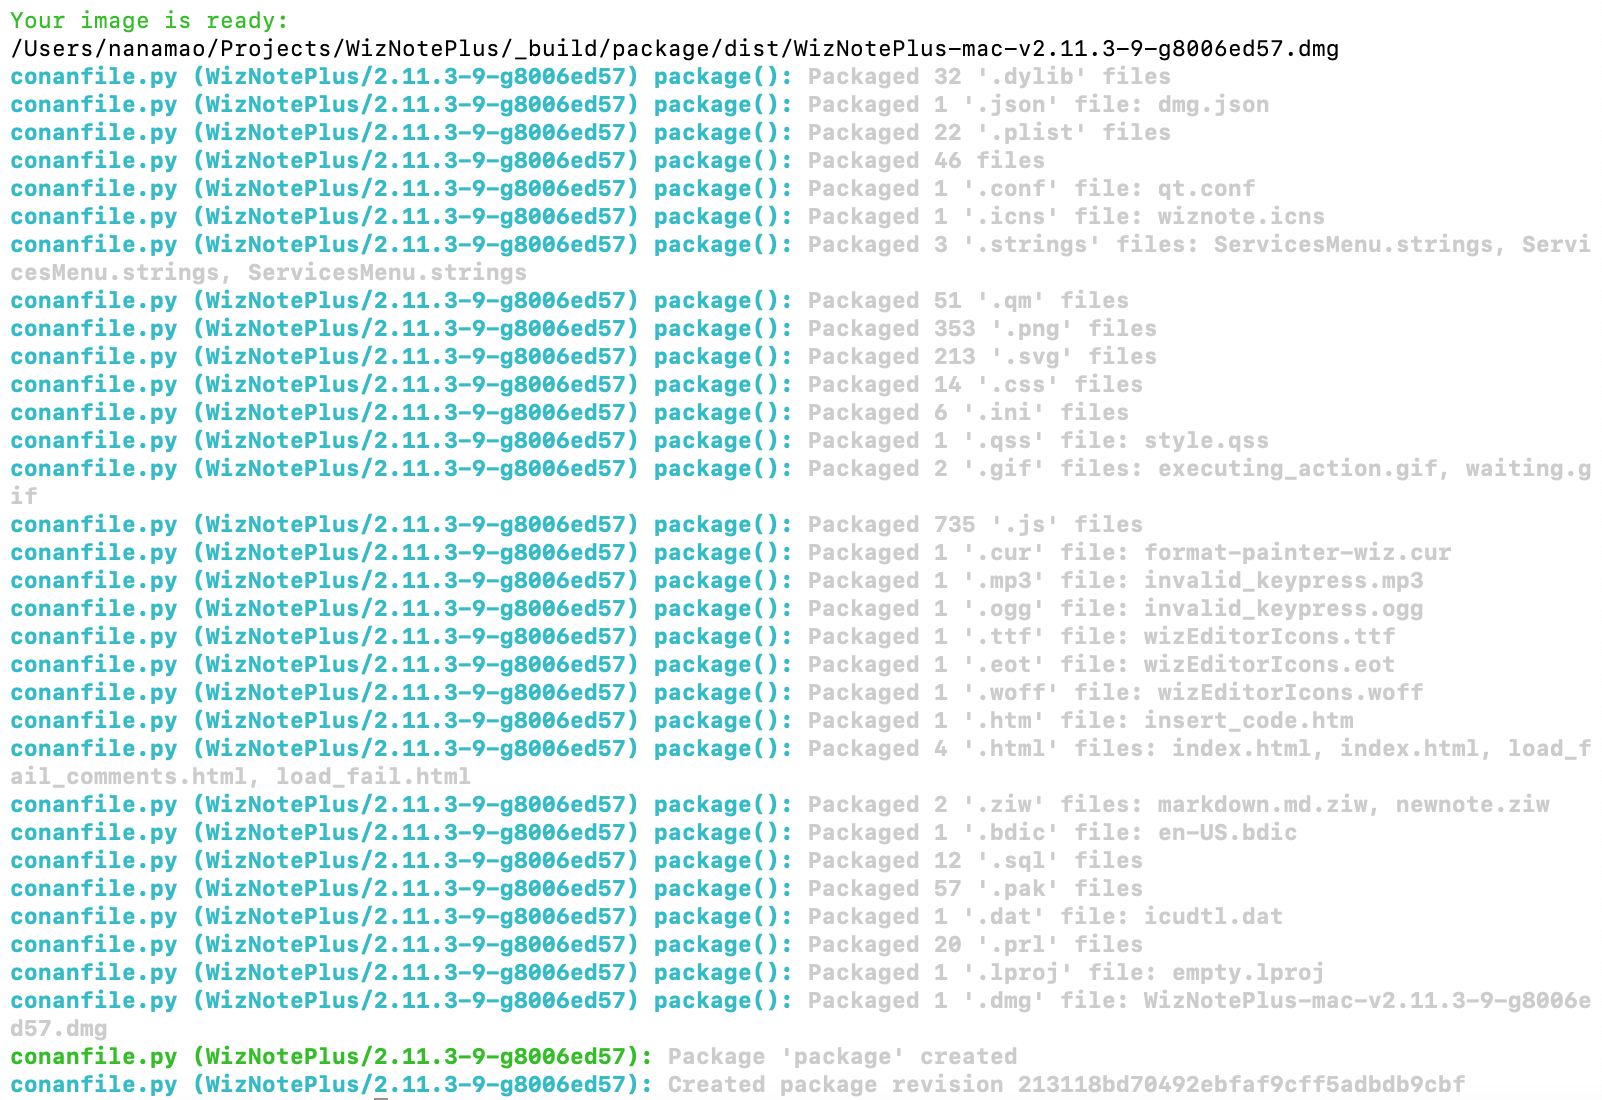 Your image is ready:
/Users/nanamao/Projects/WizNotePlus/_build/package/dist/WizNotePlus-mac-v2.11.3-9-g8006ed57.dmg
conanfile.py (WizNotePlus/2.11.3-9-g8006ed57) package(): Packaged 32 '.dylib' files
conanfile.py (WizNotePlus/2.11.3-9-g8006ed57) package(): Packaged 1 '.json' file: dmg.json
conanfile.py (WizNotePlus/2.11.3-9-g8006ed57) package(): Packaged 22 '.plist' files
conanfile.py (WizNotePlus/2.11.3-9-g8006ed57) package(): Packaged 46 files
conanfile.py (WizNotePlus/2.11.3-9-g8006ed57) package(): Packaged 1 '.conf' file: qt.conf
conanfile.py (WizNotePlus/2.11.3-9-g8006ed57) package(): Packaged 1 '.icns' file: wiznote.icns
conanfile.py (WizNotePlus/2.11.3-9-g8006ed57) package(): Packaged 3 '.strings' files: ServicesMenu.strings, Servi
cesMenu.strings, ServicesMenu.strings
conanfile.py (WizNotePlus/2.11.3-9-g8006ed57) package(): Packaged 51 '.qm' files
conanfile.py (WizNotePlus/2.11.3-9-g8006ed57) package(): Packaged 353 '.png' files
conanfile.py (WizNotePlus/2.11.3-9-g8006ed57) package(): Packaged 213 '.svg' files
conanfile.py (WizNotePlus/2.11.3-9-g8006ed57) package(): Packaged 14 '.css' files
conanfile.py (WizNotePlus/2.11.3-9-g8006ed57) package(): Packaged 6 '.ini' files
conanfile.py (WizNotePlus/2.11.3-9-g8006ed57) package(): Packaged 1 '.qss' file: style.qss
conanfile.py (WizNotePlus/2.11.3-9-g8006ed57) package(): Packaged 2 '.gif' files: executing_action.gif, waiting.g
if
conanfile.py (WizNotePlus/2.11.3-9-g8006ed57) package(): Packaged 735 '.js' files
conanfile.py (WizNotePlus/2.11.3-9-g8006ed57) package(): Packaged 1 '.cur' file: format-painter-wiz.cur
conanfile.py (WizNotePlus/2.11.3-9-g8006ed57) package(): Packaged 1 '.mp3' file: invalid_keypress.mp3
conanfile.py (WizNotePlus/2.11.3-9-g8006ed57) package(): Packaged 1 '.ogg' file: invalid_keypress.ogg
conanfile.py (WizNotePlus/2.11.3-9-g8006ed57) package(): Packaged 1 '.ttf' file: wizEditorIcons.ttf
conanfile.py (WizNotePlus/2.11.3-9-g8006ed57) package(): Packaged 1 '.eot' file: wizEditorIcons.eot
conanfile.py (WizNotePlus/2.11.3-9-g8006ed57) package(): Packaged 1 '.woff' file: wizEditorIcons.woff
conanfile.py (WizNotePlus/2.11.3-9-g8006ed57) package(): Packaged 1 '.htm' file: insert_code.htm
conanfile.py (WizNotePlus/2.11.3-9-g8006ed57) package(): Packaged 4 '.html' files: index.html, index.html, load_f
ail_comments.html, load_fail.html
conanfile.py (WizNotePlus/2.11.3-9-g8006ed57) package(): Packaged 2 '.ziw' files: markdown.md.ziw, newnote.ziw
conanfile.py (WizNotePlus/2.11.3-9-g8006ed57) package(): Packaged 1 '.bdic' file: en-US.bdic
conanfile.py (WizNotePlus/2.11.3-9-g8006ed57) package(): Packaged 12 '.sql' files
conanfile.py (WizNotePlus/2.11.3-9-g8006ed57) package(): Packaged 57 '.pak' files
conanfile.py (WizNotePlus/2.11.3-9-g8006ed57) package(): Packaged 1 '.dat' file: icudtl.dat
conanfile.py (WizNotePlus/2.11.3-9-g8006ed57) package(): Packaged 20 '.prl' files
conanfile.py (WizNotePlus/2.11.3-9-g8006ed57) package(): Packaged 1 '.lproj' file: empty.lproj
conanfile.py (WizNotePlus/2.11.3-9-g8006ed57) package(): Packaged 1 '.dmg' file: WizNotePlus-mac-v2.11.3-9-g8006e
d57.dmg
conanfile.py (WizNotePlus/2.11.3-9-g8006ed57): Package 'package' created
conanfile.py (WizNotePlus/2.11.3-9-g8006ed57): Created package revision 213118bd70492ebfaf9cff5adbdb9cbf